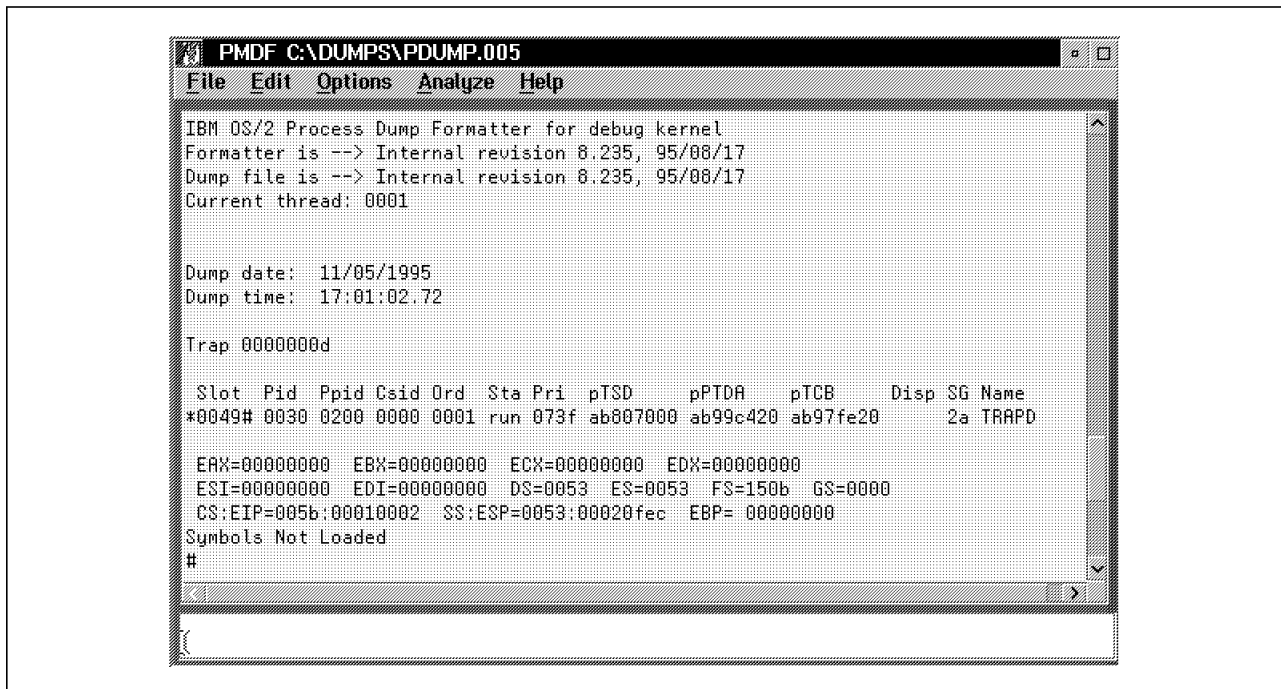 PMDF C:\DUMPS\PDUMP.005
File Edit Options Analyze Help
IBM OS/2 Process Dump Formatter for debug kernel
Formatter is --> Internal revision 8.235, 95/08/17
Dump file is --> Internal revision 8.235, 95/08/17
Current thread: 0001
Dump date: 11/05/1995
Dump time: 17:01:02.72
Trap 0000000d
Slot Pid Ppid Csid Ord Sta Pri pTSD pPTDA pTCB Disp SG Name
*0049# 0030 0200 0000 0001 run 073f ab807000 ab99c420 ab97fe20 2a TRAPD
EAX=00000000 EBX=00000000 ECX=00000000 EDX=00000000
ESI=00000000 EDI=00000000 DS=0053 ES=0053 FS=150b GS=0000
CS:EIP=005b:00010002 SS:ESP=0053:00020fec EBP= 00000000
Symbols Not Loaded
#